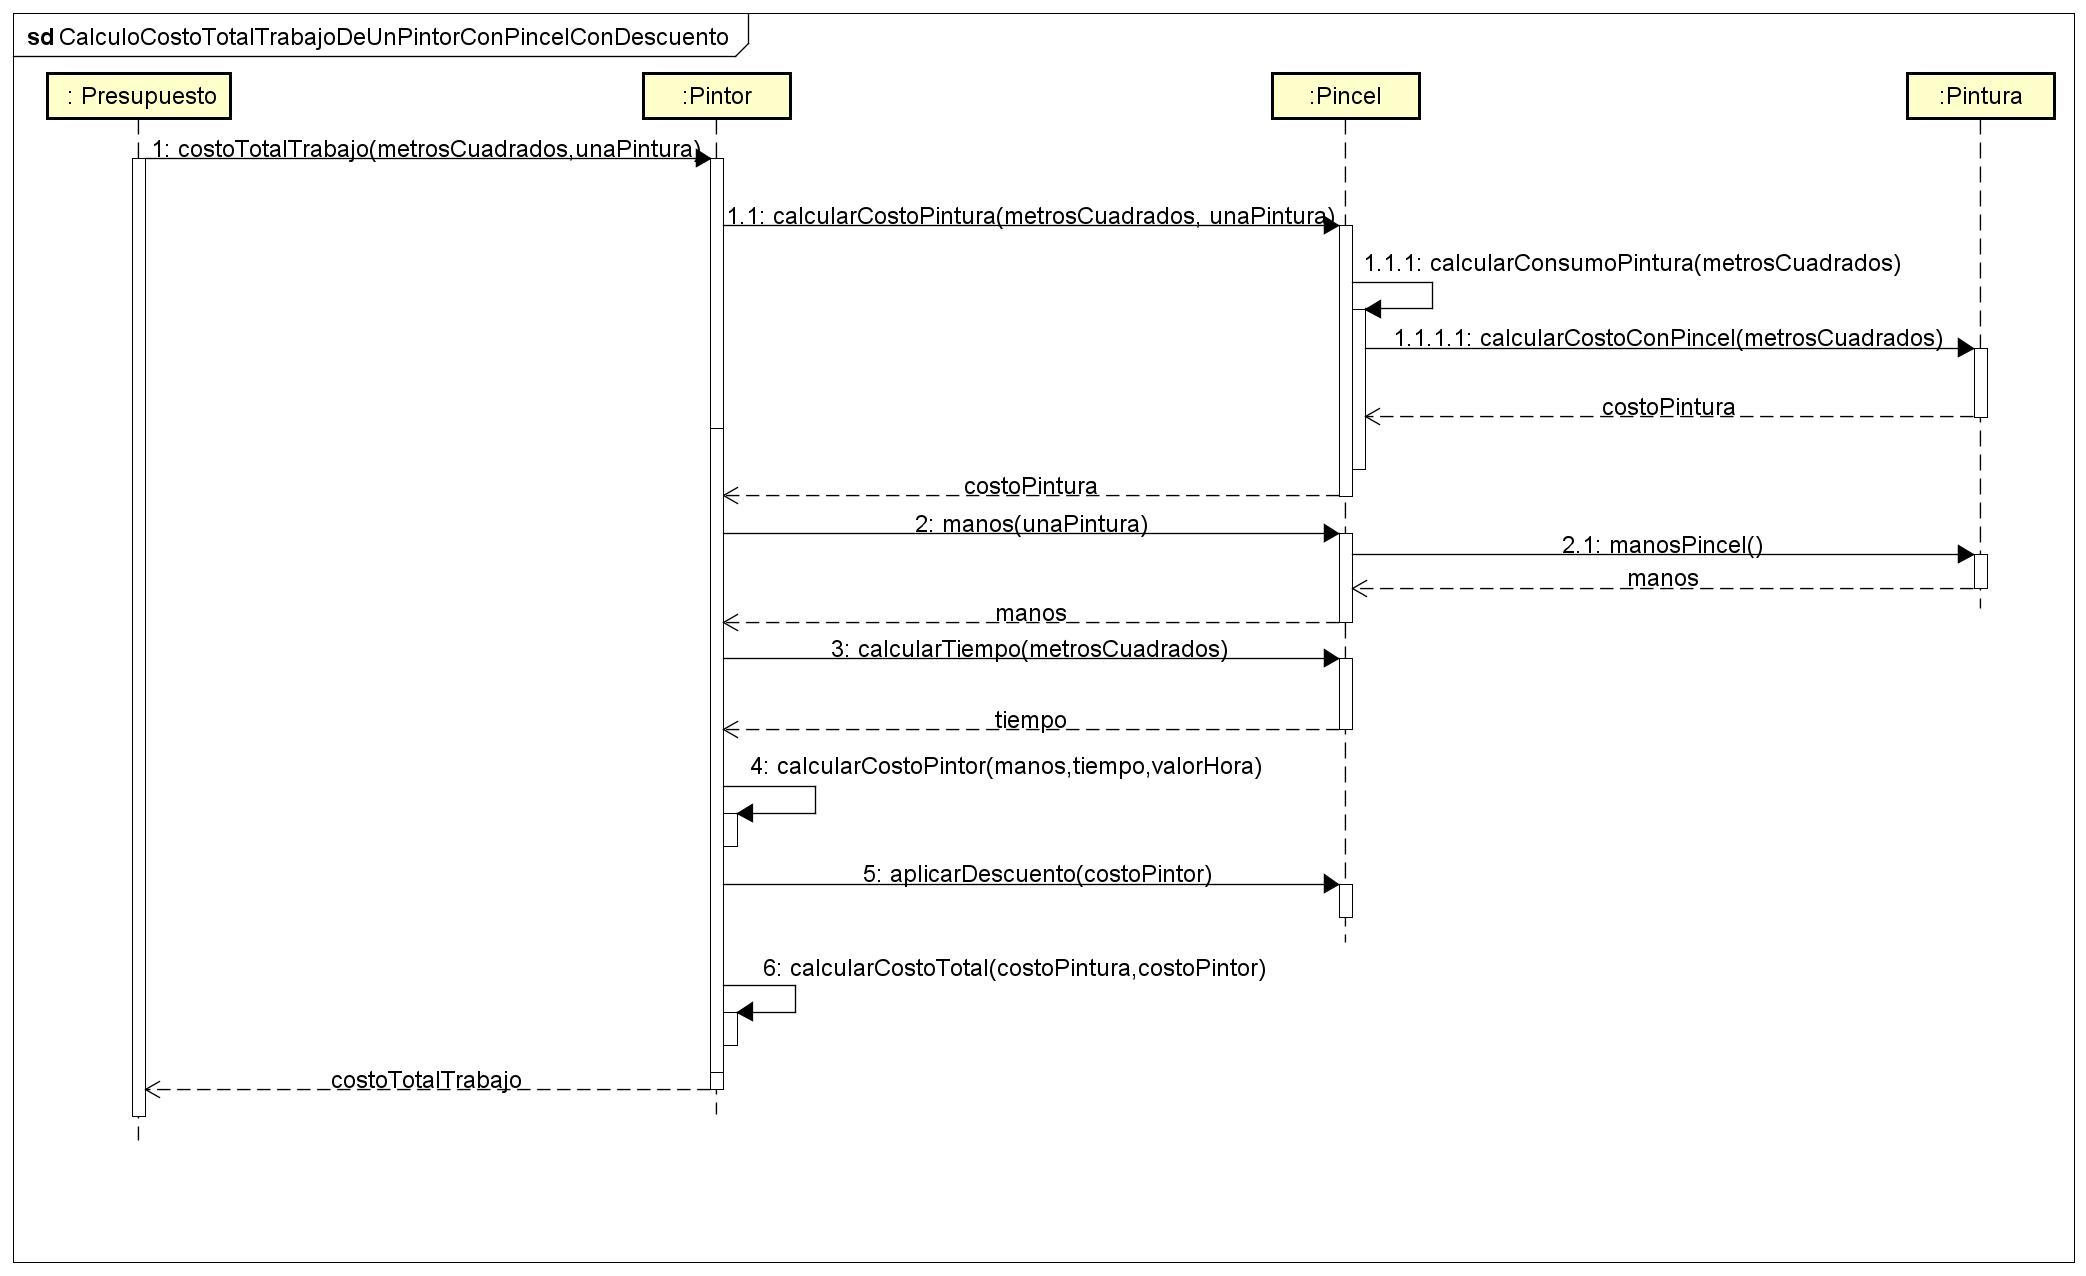 sd CalculoCostoTotalTrabajoDeUnPintorConPincelConDescuento
: Presupuesto
:Pintor
:Pincel
:Pintura
1: costoTotalTrabajo(metrosCuadrados,unaPintura)
1.1: calcularCostoPintura(metrosCuadrados, unaPintura)
1.1.1: calcularConsumoPintura(metrosCuadrados)
1.1.1.1: calcularCostoConPincel(metrosCuadrados)
costoPintura
costoPintura
2: manos(unaPintura)
2.1: manosPincel()
manos
manos
3: calcularTiempo(metrosCuadrados)
tiempo
4: calcularCostoPintor(manos,tiempo,valorHora)
5: aplicarDescuento(costoPintor)
6: calcularCostoTotal(costoPintura,costoPintor)
costoTotalTrabajo